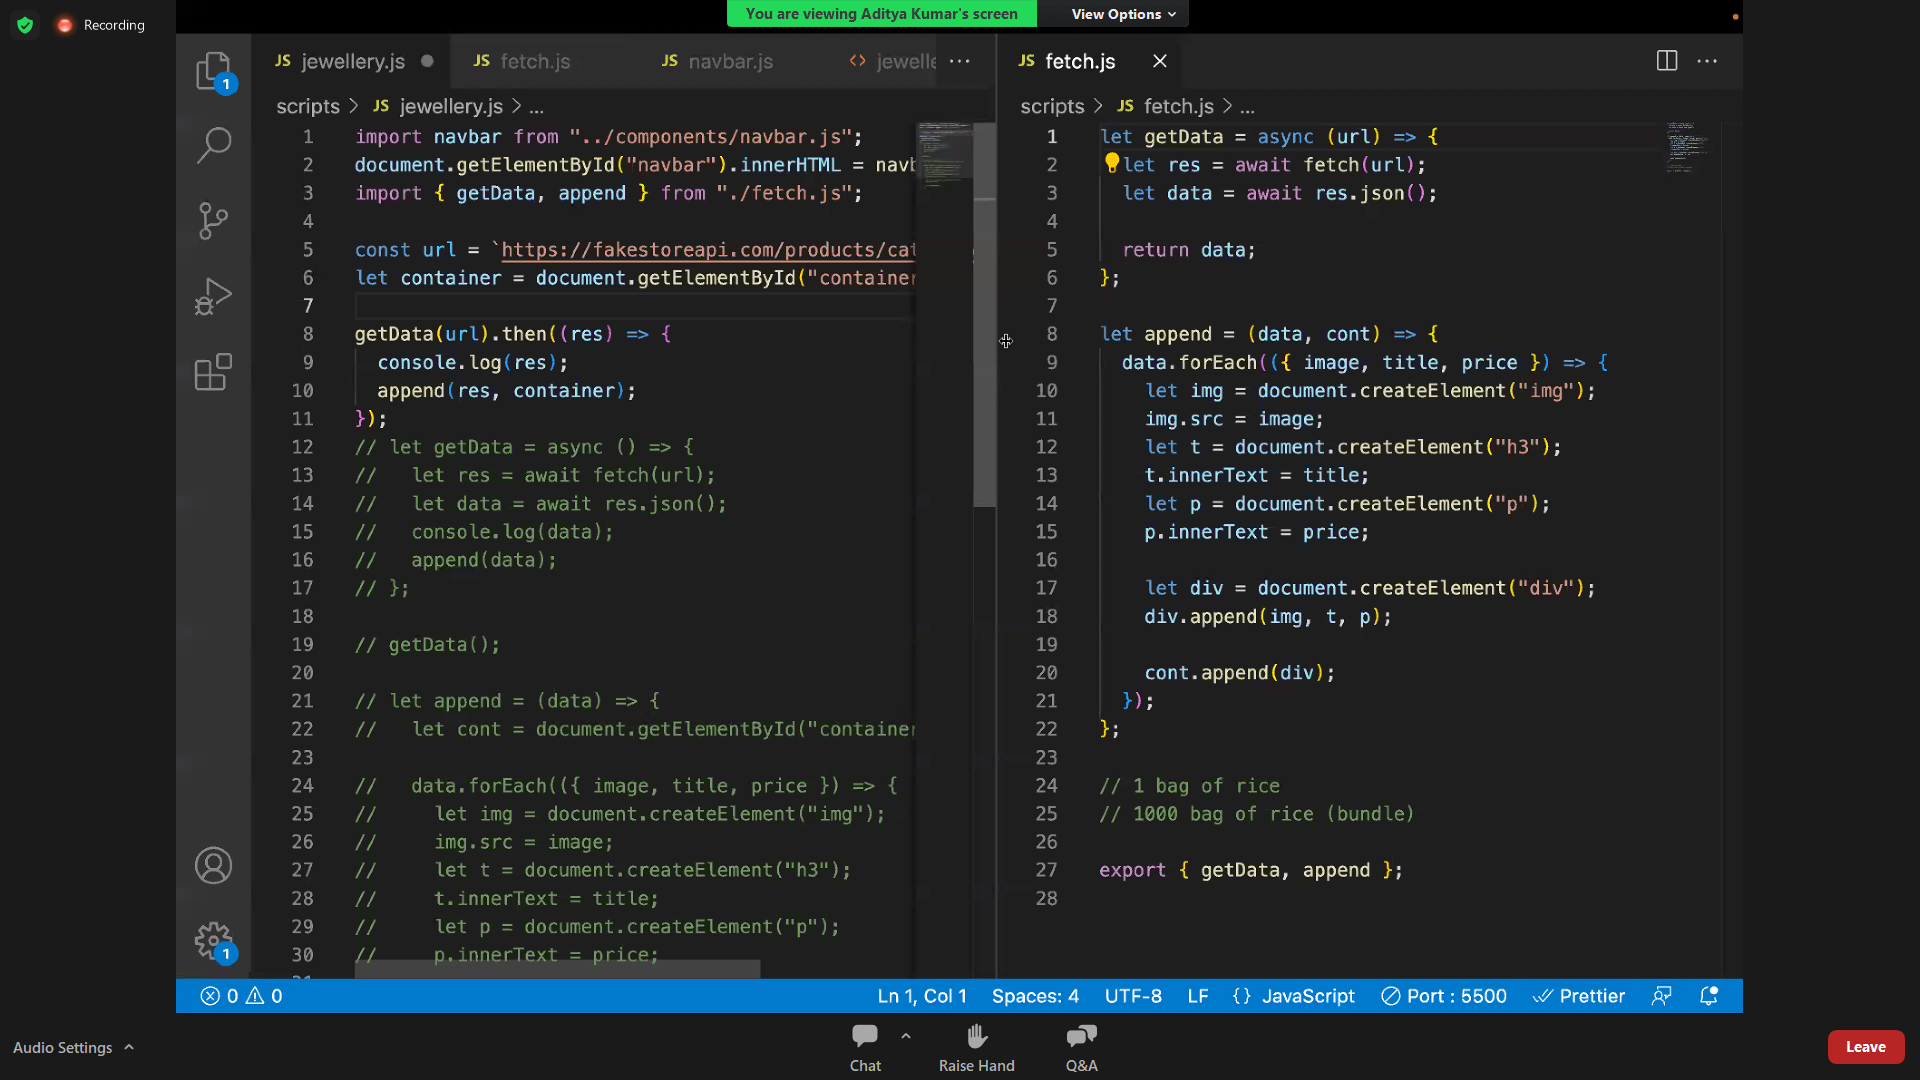 Recording
You are viewing Aditya Kumar's screen
View Options
JS jewellery.js
JS fetch.js
JS navbar.js
<> jewelle
...
JS fetch.js
...
scripts > JS jewellery.js > ...
1 import navbar from "../components/navbar.js";
2 document.getElementById("navbar").innerHTML = navb
3 import { getData, append } from "./fetch.js";
4
5 const url = `https://fakestoreapi.com/products/cat
6 let container = document.getElementById("container
7
8 getData(url).then((res) => {
9 console.log(res);
10 append(res, container);
11 });
12 // let getData = async () => {
13 // let res = await fetch(url);
14 // let data = await res.json();
15 // console.log(data);
16 // append(data);
17 // };
18
19 // getData();
20
21 // let append = (data) => {
22 // let cont = document.getElementById("container
23
24 // data.forEach(({ image, title, price }) => {
25 // let img = document.createElement("img");
26 // img.src = image;
27 // let t = document.createElement("h3");
28 // t.innerText = title;
29 // let p = document.createElement("p");
30 // p.innerText = price;
scripts > JS fetch.js > ...
1 let getData = async (url) => {
2 let res = await fetch(url);
3 let data = await res.json();
4
5 return data;
6 };
7
8 let append = (data, cont) => {
9 data.forEach(({ image, title, price }) => {
10 let img = document.createElement("img");
11 img.src = image;
12 let t = document.createElement("h3");
13 t.innerText = title;
14 let p = document.createElement("p");
15 p.innerText = price;
16
17 let div = document.createElement("div");
18 div.append(img, t, p);
19
20 cont.append(div);
21 });
22 };
23
24 // 1 bag of rice
25 // 1000 bag of rice (bundle)
26
27 export { getData, append };
28
1
1
0 0
Ln 1, Col 1
Spaces: 4
UTF-8
LF
{} JavaScript
Port : 5500
Prettier
Audio Settings
Chat
Raise Hand
Q&A
Leave